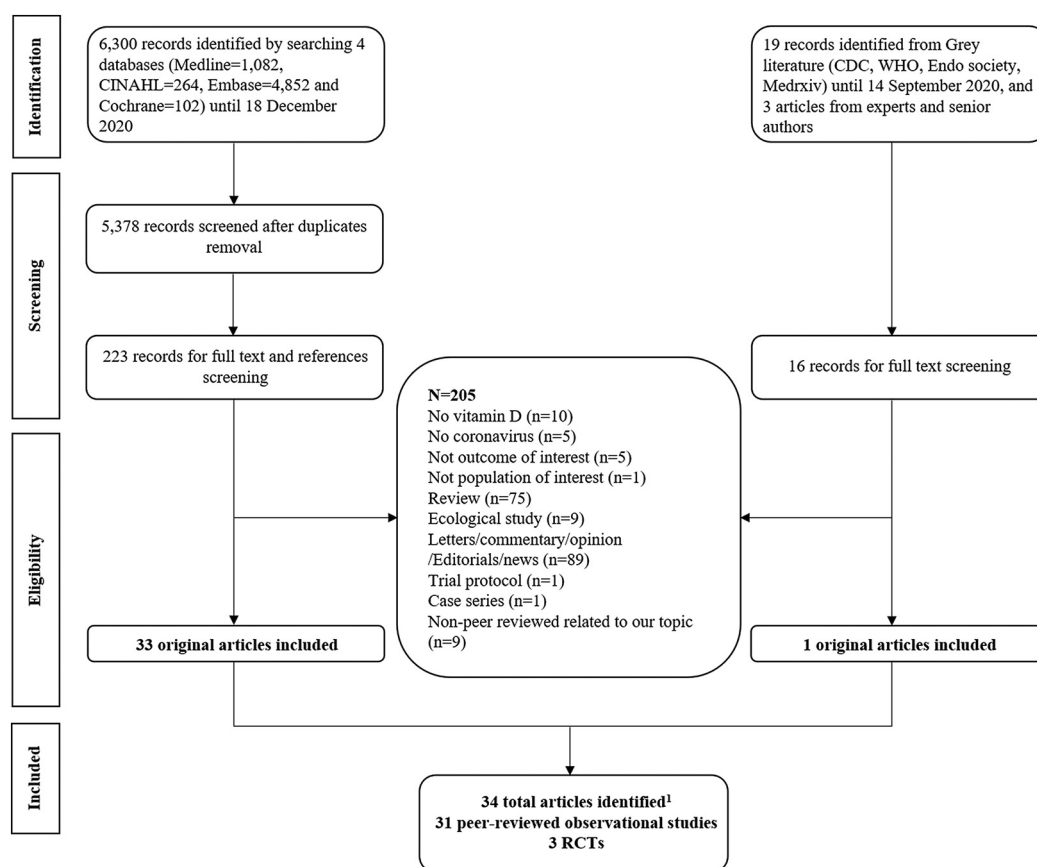 Identification
6,300 records identified by searching 4
databases (Medline=1,082,
CINAHL=264, Embase=4,852 and
Cochrane=102) until 18 December
2020
19 records identified from Grey
literature (CDC, WHO, Endo society,
Medrxiv) until 14 September 2020, and
3 articles from experts and senior
authors
Screening
5,378 records screened after duplicates
removal
223 records for full text and references
screening
16 records for full text screening
Eligibility
N=205
No vitamin D (n=10)
No coronavirus (n=5)
Not outcome of interest (n=5)
Not population of interest (n=1)
Review (n=75)
Ecological study (n=9)
Letters/commentary/opinion
/Editorials/news (n=89)
Trial protocol (n=1)
Case series (n=1)
Non-peer reviewed related to our topic
(n=9)
33 original articles included
1 original articles included
Included
34 total articles identified¹
31 peer-reviewed observational studies
3 RCTs